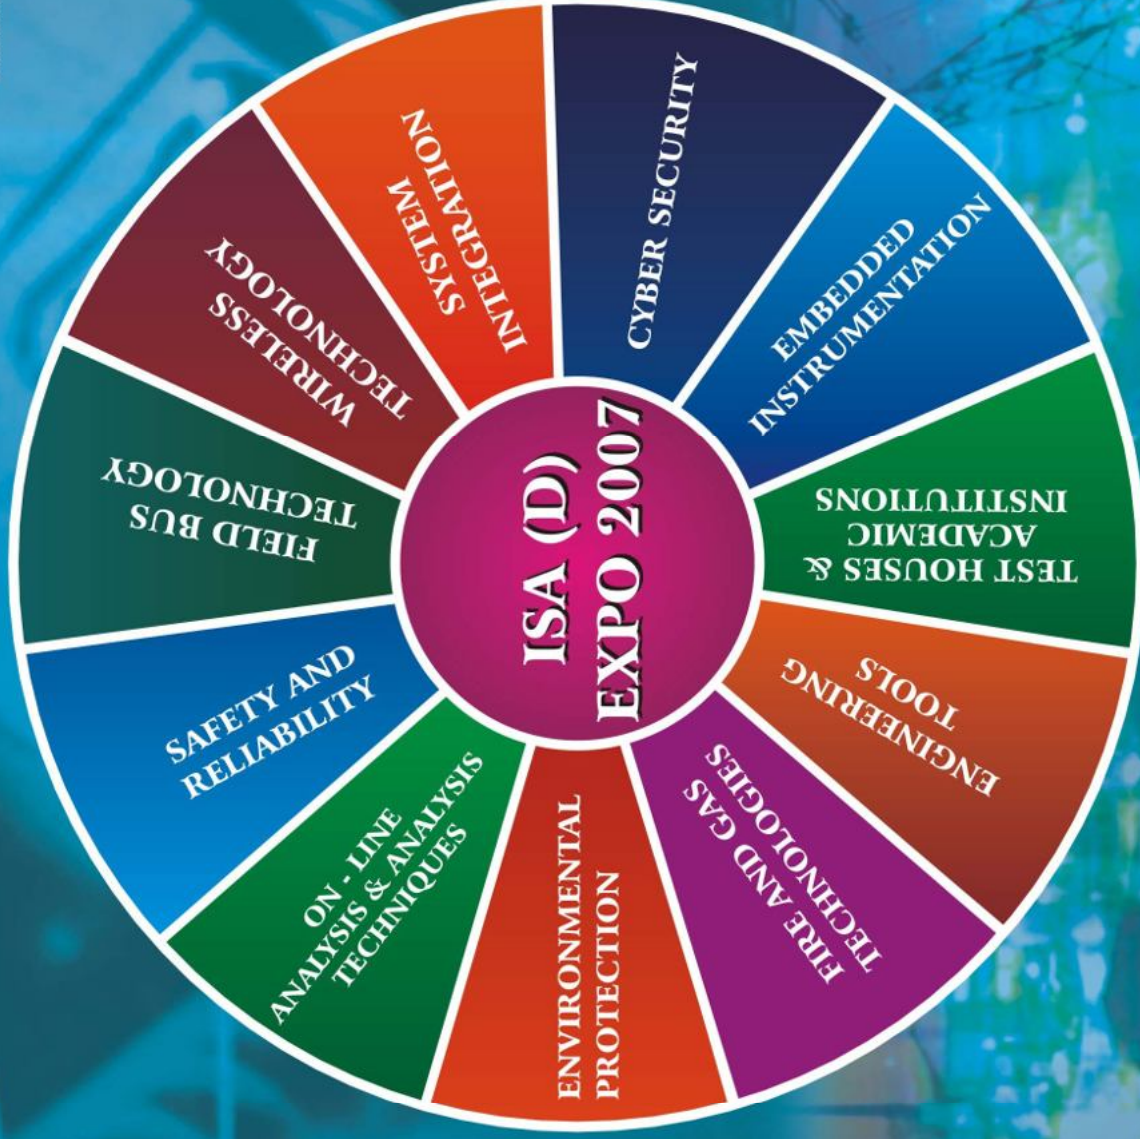 ISA (D)
EXPO 2007
CYBER SECURITY
EMBEDDED
INSTRUMENTATION
TEST HOUSES &
ACADEMIC
INSTITUTIONS
ENGINEERING
TOOLS
FIRE AND GAS
TECHNOLOGIES
ENVIRONMENTAL
PROTECTION
ON - LINE
ANALYSIS & ANALYSIS
TECHNIQUES
SAFETY AND
RELIABILITY
FIELD BUS
TECHNOLOGY
WIRELESS
TECHNOLOGY
SYSTEM
INTEGRATION